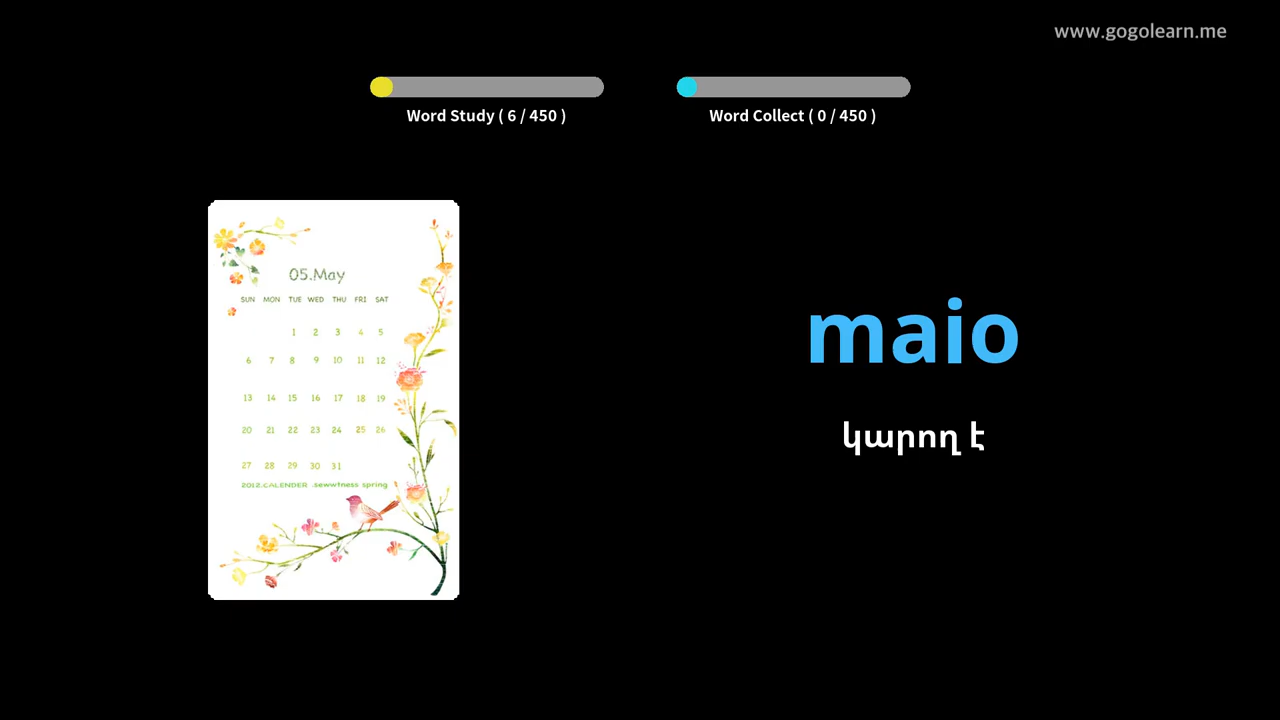 www.gogolearn.me
Word Study ( 6 / 450 )
Word Collect ( 0 / 450 )
05.May
SUN MON TUE WED THU FRI SAT
1 2 3 4 5
6 7 8 9 10 11 12
13 14 15 16 17 18 19
20 21 22 23 24 25 26
27 28 29 30 31
2012.CALENDER .sewwtness spring
maio
կարող է